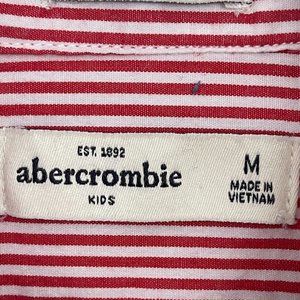 EST. 1892
abercrombie
KIDS
M
MADE IN
VIETNAM